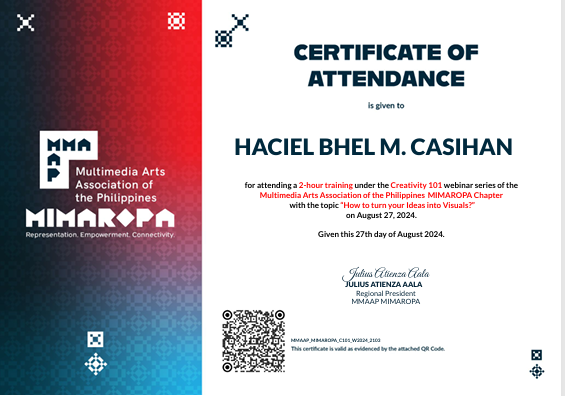 MMA
A
P
Multimedia Arts
Association of
the Philippines
MIMAROPA
Representation. Empowerment. Connectivity.
CERTIFICATE OF
ATTENDANCE
is given to
HACIEL BHEL M. CASIHAN
for attending a 2-hour training under the Creativity 101 webinar series of the
Multimedia Arts Association of the Philippines MIMAROPA Chapter
with the topic "How to turn your Ideas into Visuals?"
on August 27, 2024.
Given this 27th day of August 2024.
Julius Atienza Aala
JULIUS ATIENZA AALA
Regional President
MMAAP MIMAROPA
MMAAP_MIMAROPA_C101_W2324_2102
This certificate is valid as evidenced by the attached QR Code.